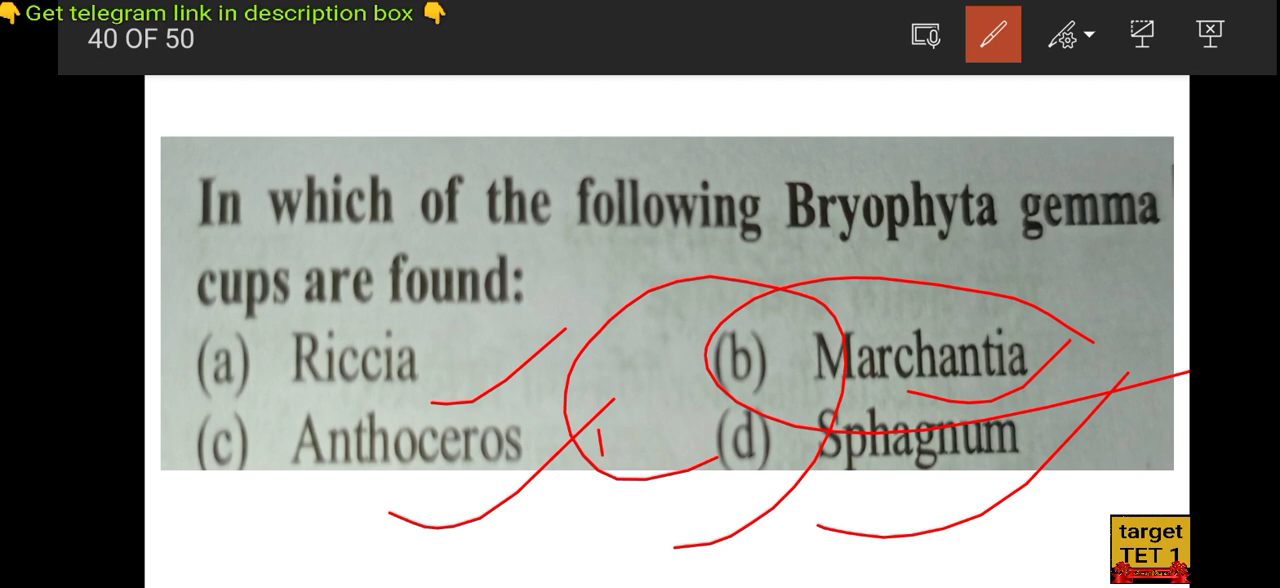 👇 Get telegram link in description box 👇
40 OF 50
In which of the following Bryophyta gemma
cups are found:
(a) Riccia (b) Marchantia
(c) Anthoceros (d) Sphagnum
target
TET 1